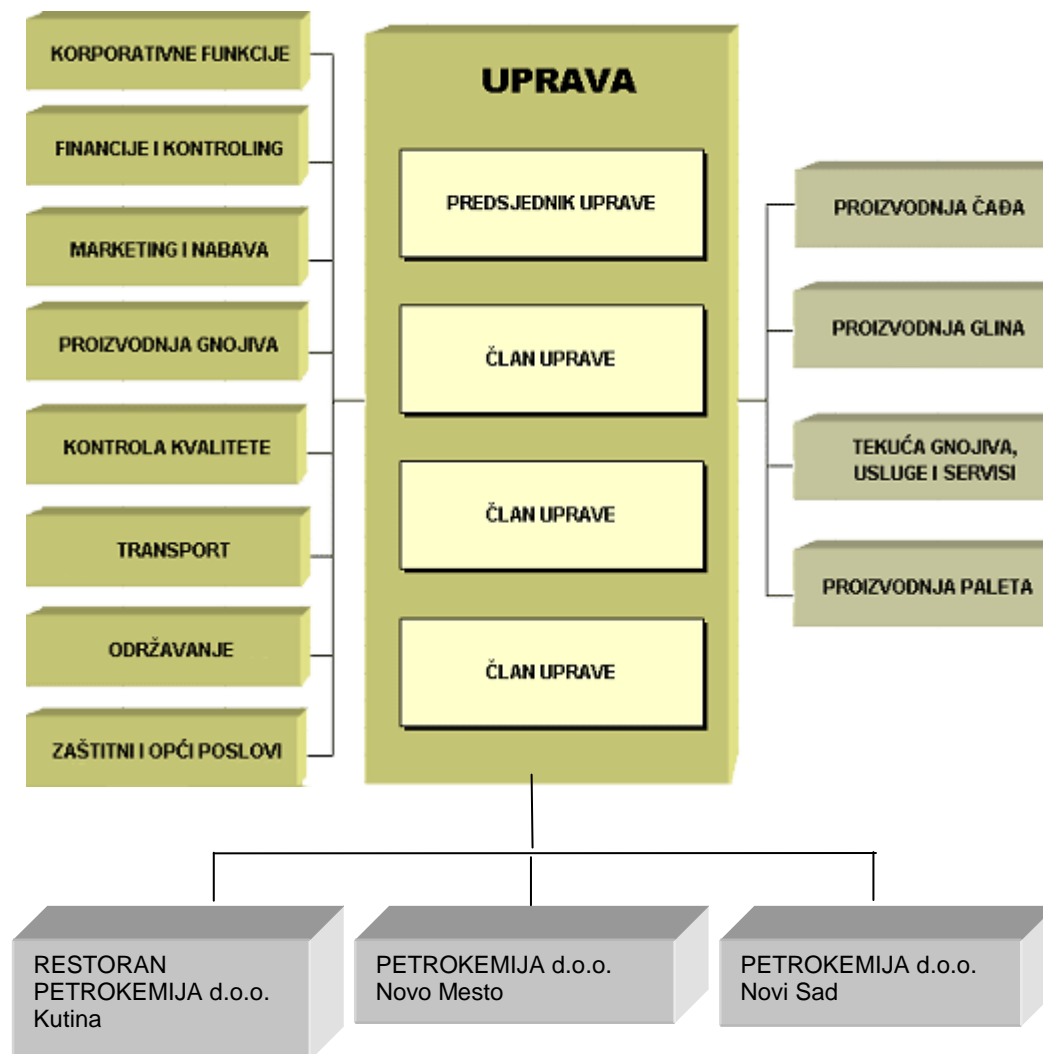 KORPORATIVNE FUNKCIJE
FINANCIJE I KONTROLING
MARKETING I NABAVA
PROIZVODNJA GNOJIVA
KONTROLA KVALITETE
TRANSPORT
ODRŽAVANJE
ZAŠTITNI I OPĆI POSLOVI
UPRAVA
PREDSJEDNIK UPRAVE
ČLAN UPRAVE
ČLAN UPRAVE
ČLAN UPRAVE
PROIZVODNJA ČAĐA
PROIZVODNJA GLINA
TEKUĆA GNOJIVA,
USLUGE I SERVISI
PROIZVODNJA PALETA
RESTORAN
PETROKEMIJA d.o.o.
Kutina
PETROKEMIJA d.o.o.
Novo Mesto
PETROKEMIJA d.o.o.
Novi Sad